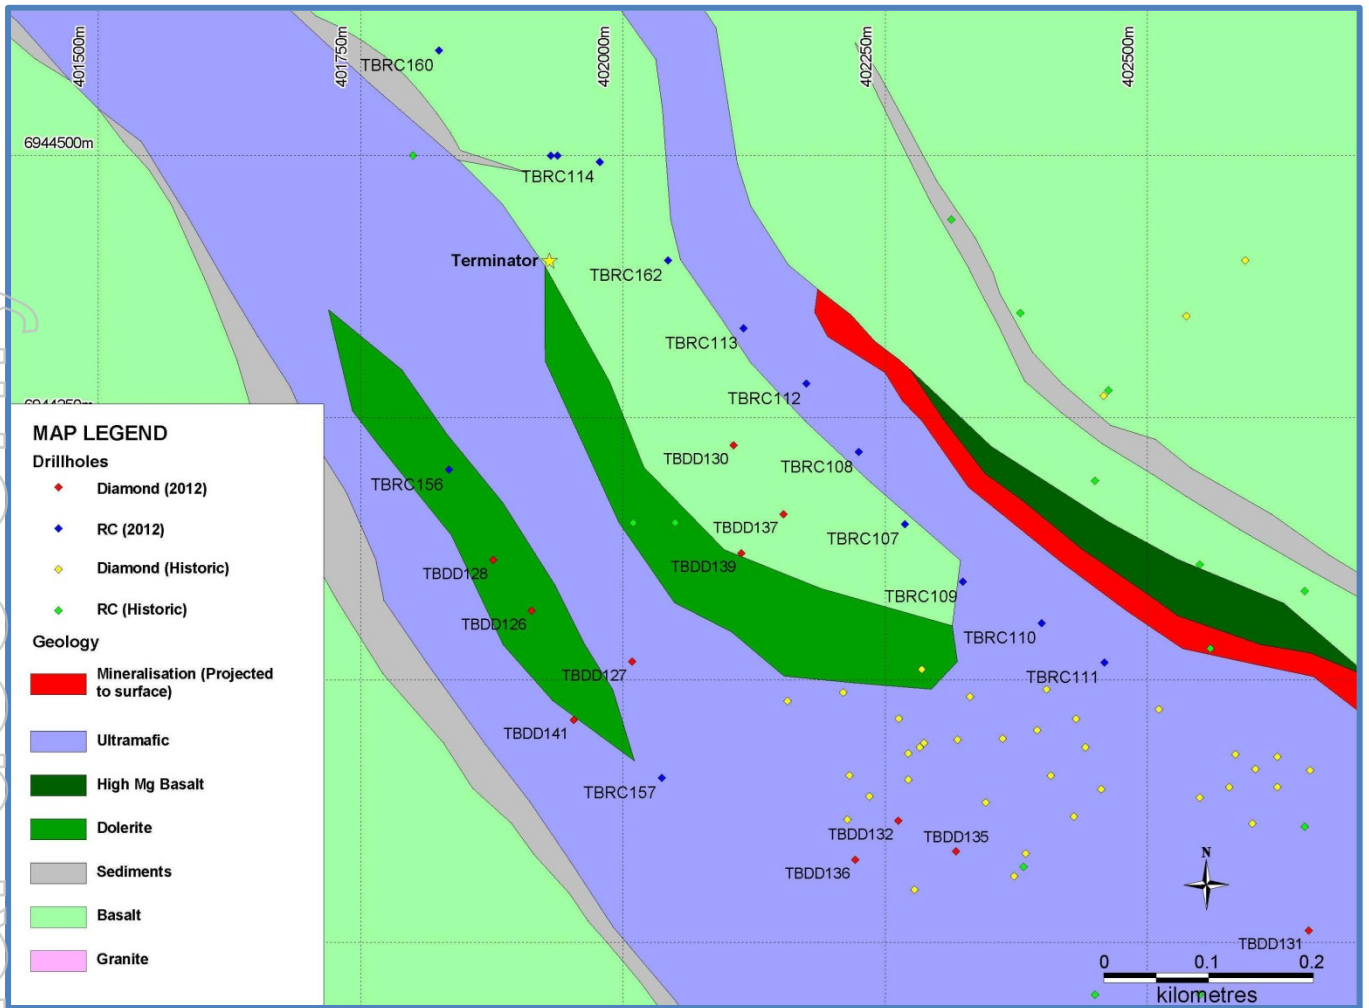 401500m
401750m
402000m
402250m
402500m
TBRC160
6944500m
TBRC114
Terminator
TBRC162
TBRC113
TBRC112
6944250m
TBDD130
TBRC108
TBRC156
TBDD137
TBRC107
TBDD139
TBDD128
TBRC109
TBDD126
TBRC110
TBDD127
TBRC111
TBDD141
TBRC157
TBDD132
TBDD135
TBDD136
TBDD131
MAP LEGEND
Drillholes
Diamond (2012)
RC (2012)
Diamond (Historic)
RC (Historic)
Geology
Mineralisation (Projected
to surface)
Ultramafic
High Mg Basalt
Dolerite
Sediments
Basalt
Granite
N
0 0.1 0.2
kilometres